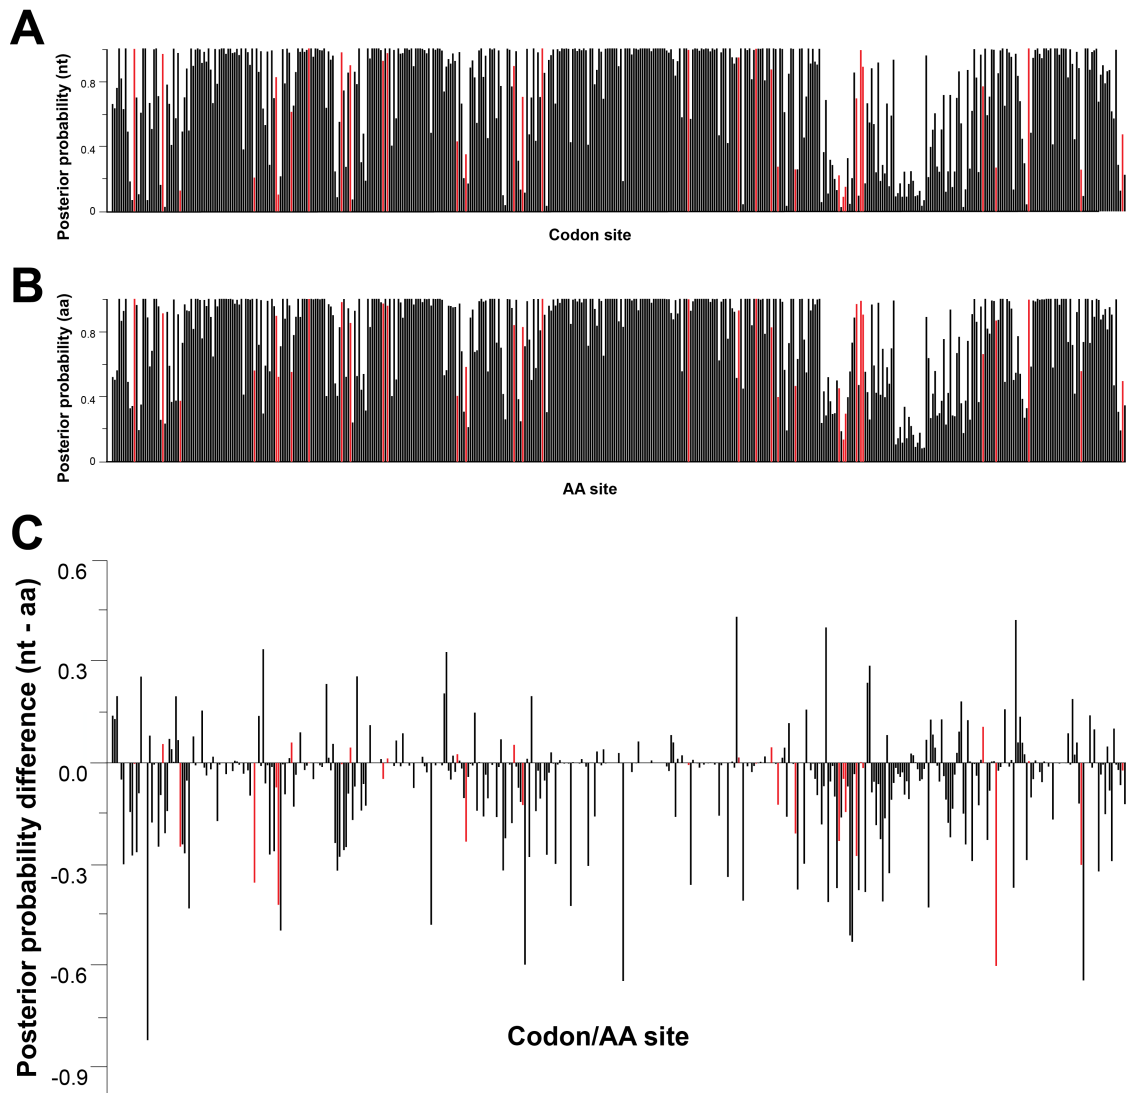 A
Posterior probability (nt)
0.8
0.4
0
Codon site
B
Posterior probability (aa)
0.8
0.4
0
AA site
C
Posterior probability difference (nt - aa)
0.6
0.3
0.0
-0.3
-0.6
-0.9
Codon/AA site